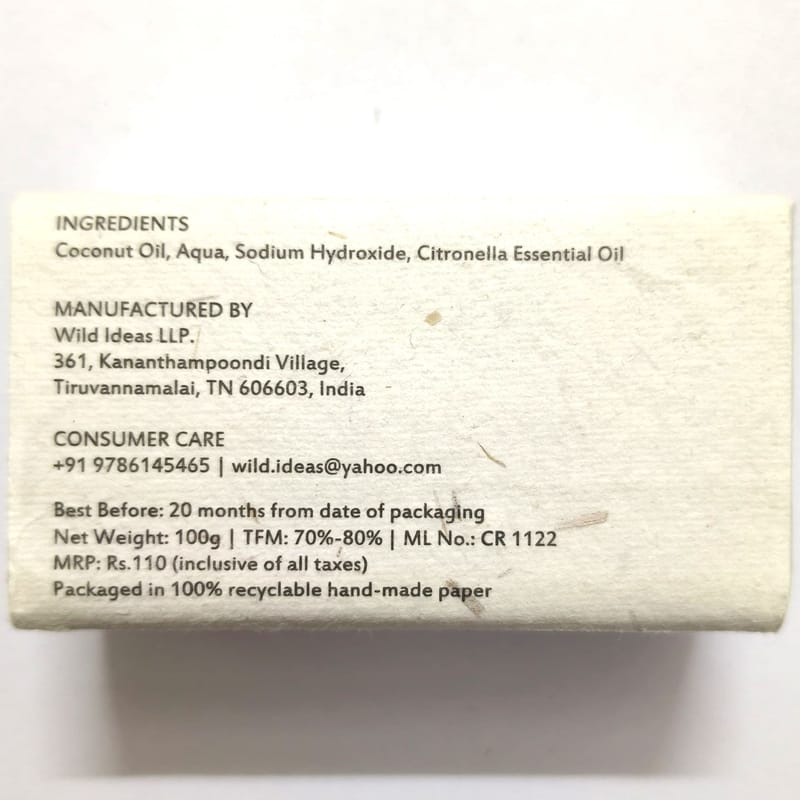 INGREDIENTS
Coconut Oil, Aqua, Sodium Hydroxide, Citronella Essential Oil
MANUFACTURED BY
Wild Ideas LLP.
361, Kananthampoondi Village,
Tiruvannamalai, TN 606603, India
CONSUMER CARE
+91 9786145465 | wild.ideas@yahoo.com
Best Before: 20 months from date of packaging
Net Weight: 100g | TFM: 70%-80% | ML No.: CR 1122
MRP: Rs.110 (inclusive of all taxes)
Packaged in 100% recyclable hand-made paper